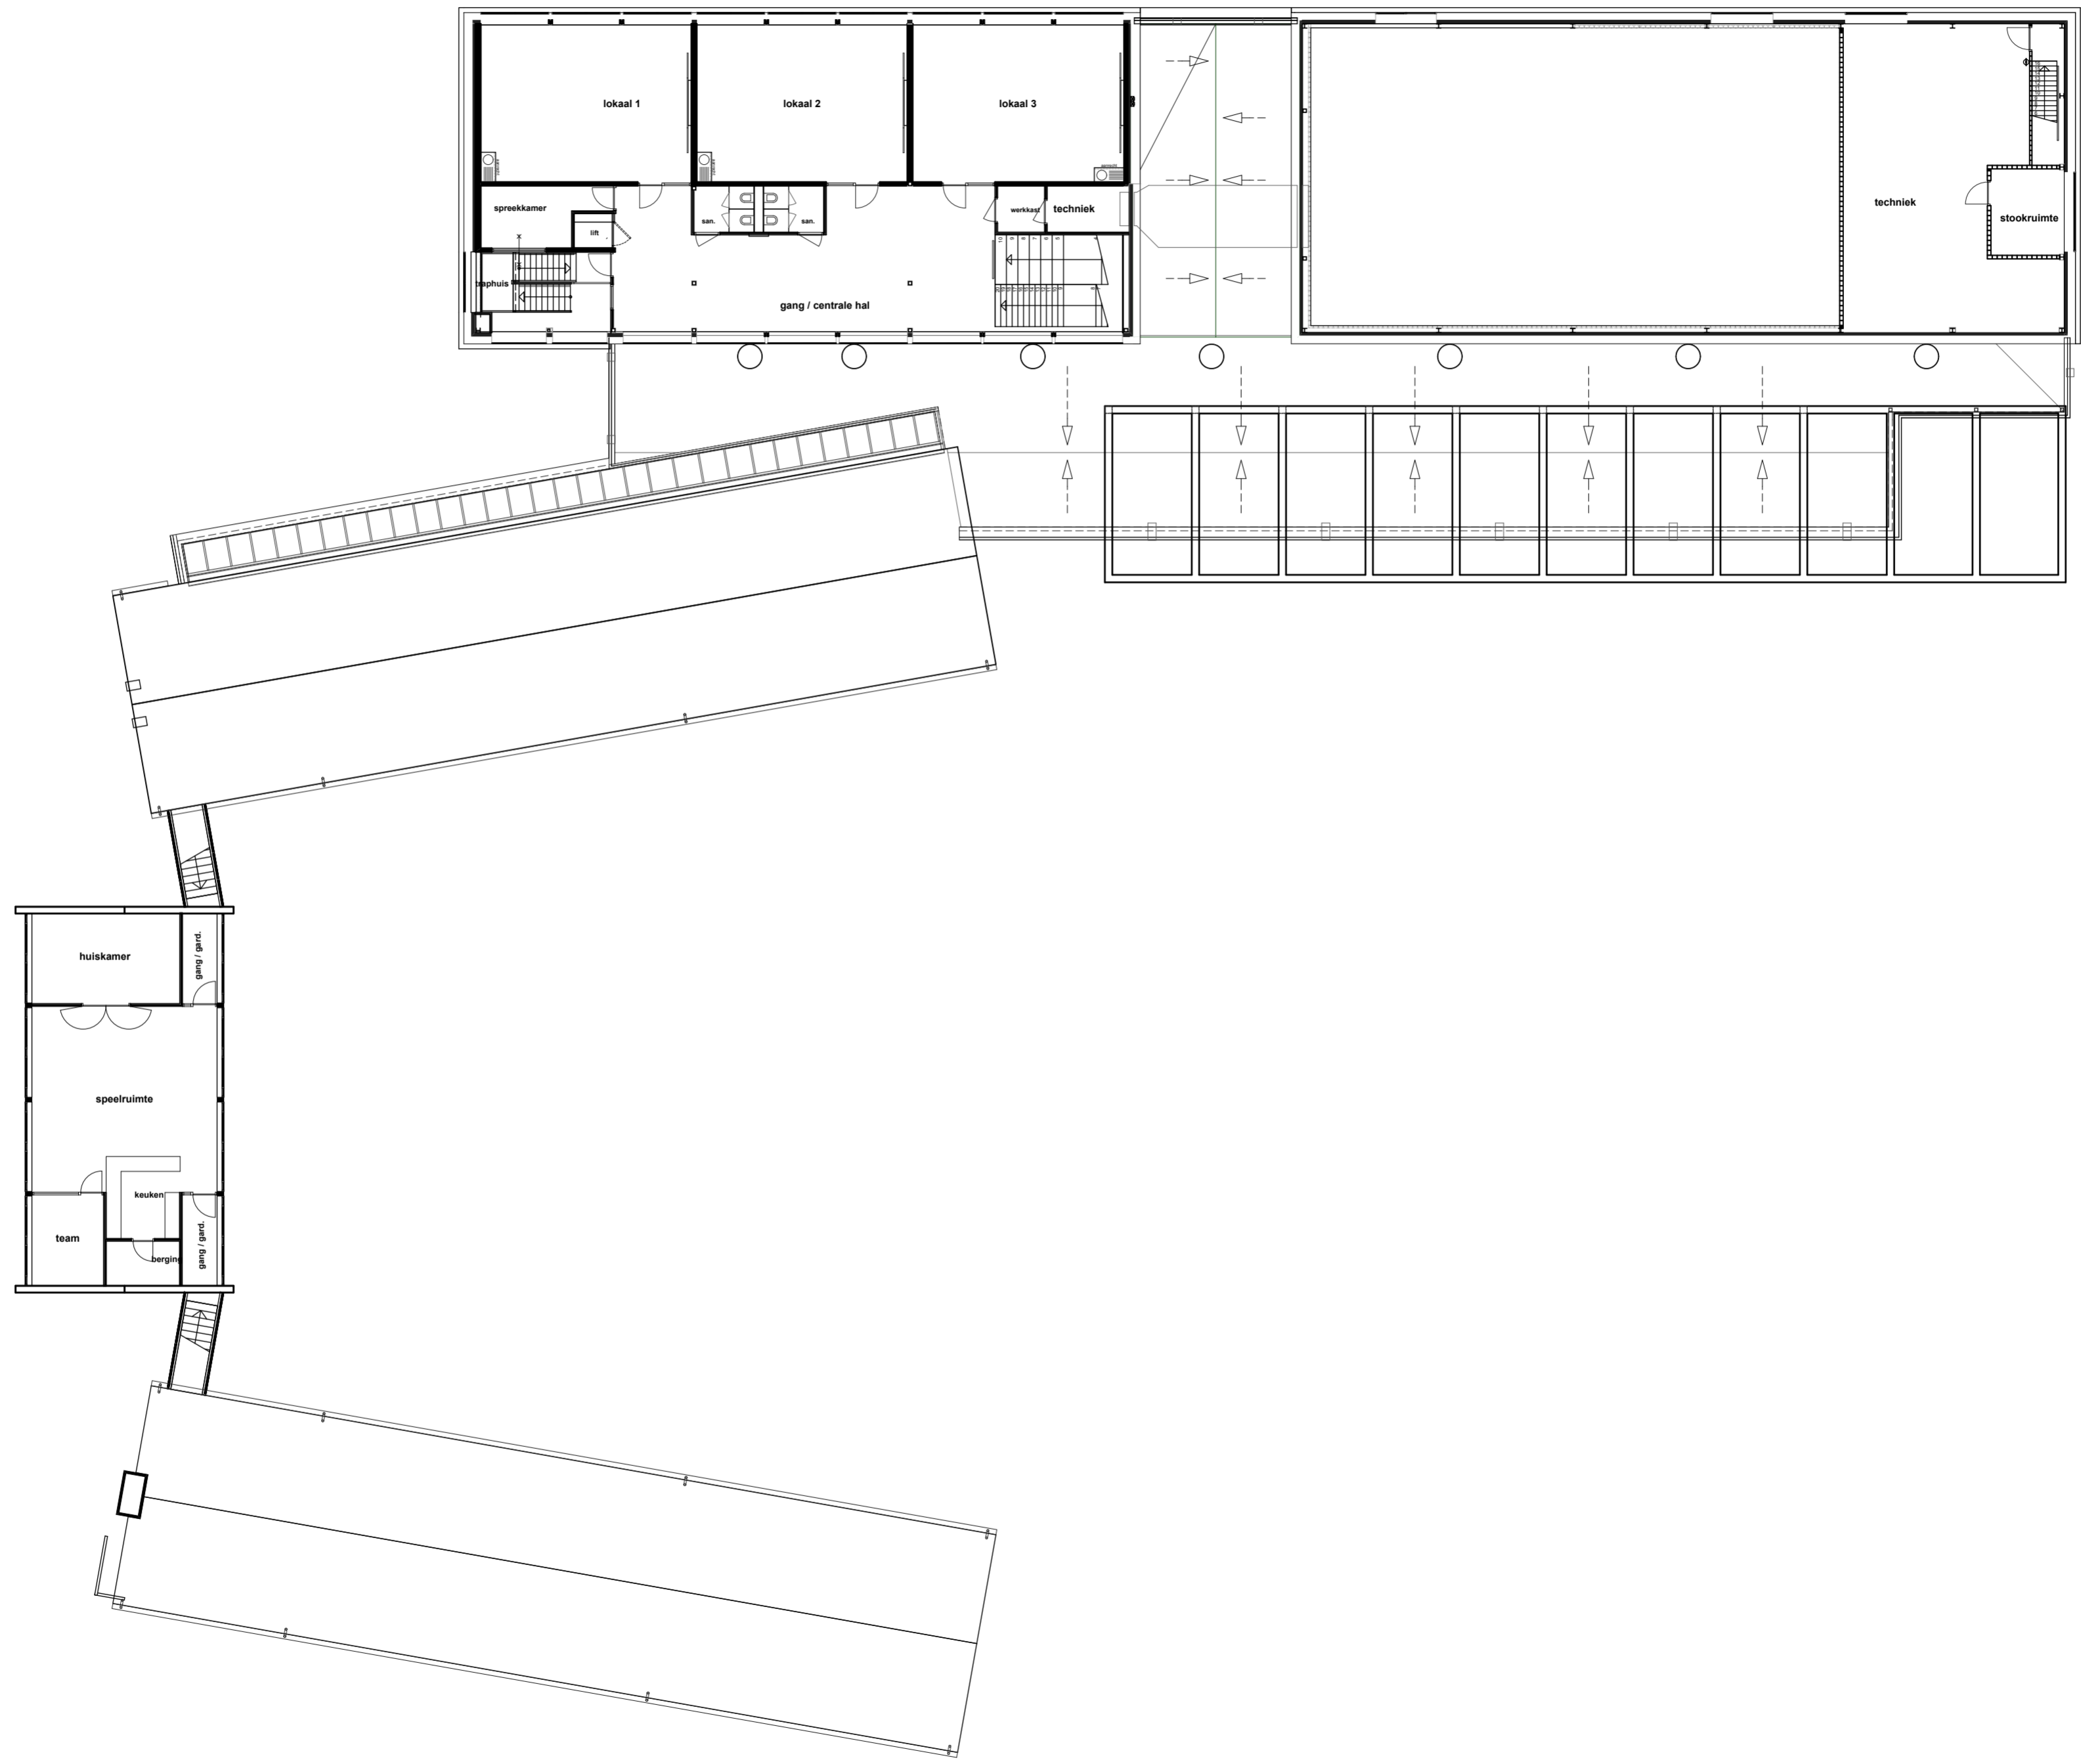 lokaal 1
lokaal 2
lokaal 3
aanrecht
spreekkamer
lift
san.
san.
werkkast
techniek
techniek
stookruimte
gang / centrale hal
huiskamer
gang / gard.
speelruimte
keuken
team
berging
gang / gard.